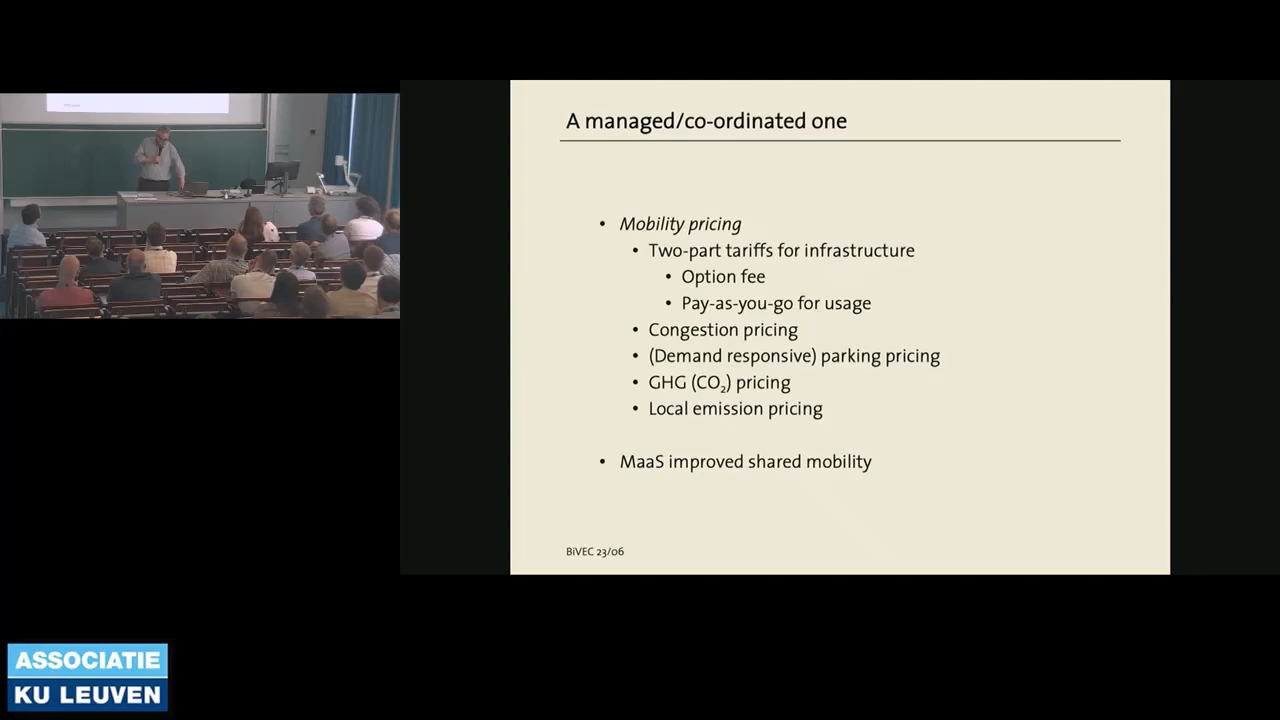 A managed/co-ordinated one
• Mobility pricing
• Two-part tariffs for infrastructure
• Option fee
• Pay-as-you-go for usage
• Congestion pricing
• (Demand responsive) parking pricing
• GHG (CO₂) pricing
• Local emission pricing
• MaaS improved shared mobility
BiVEC 23/06
ASSOCIATIE
KU LEUVEN